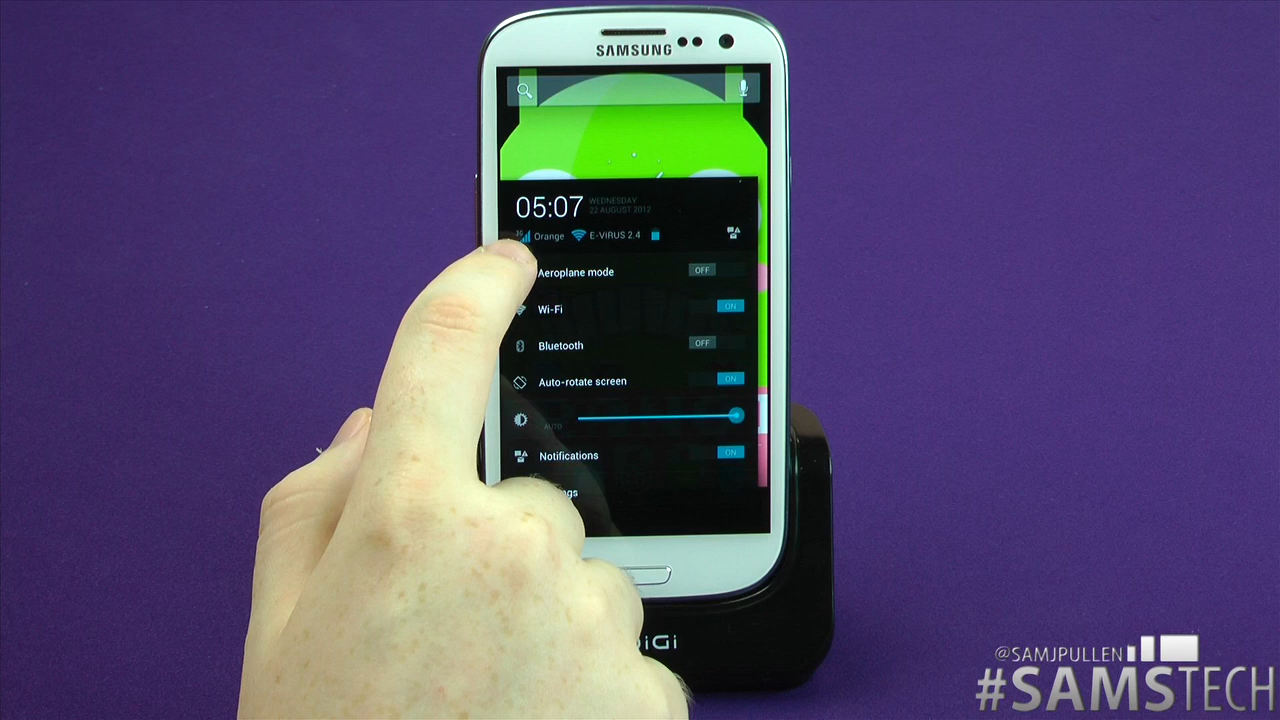 SAMSUNG
05:07
WEDNESDAY
22 AUGUST 2012
3G Orange E-VIRUS 2.4
Aeroplane mode OFF
Wi-Fi ON
Bluetooth OFF
Auto-rotate screen ON
AUTO
Notifications ON
@SAMJPULLEN
#SAMSTECH